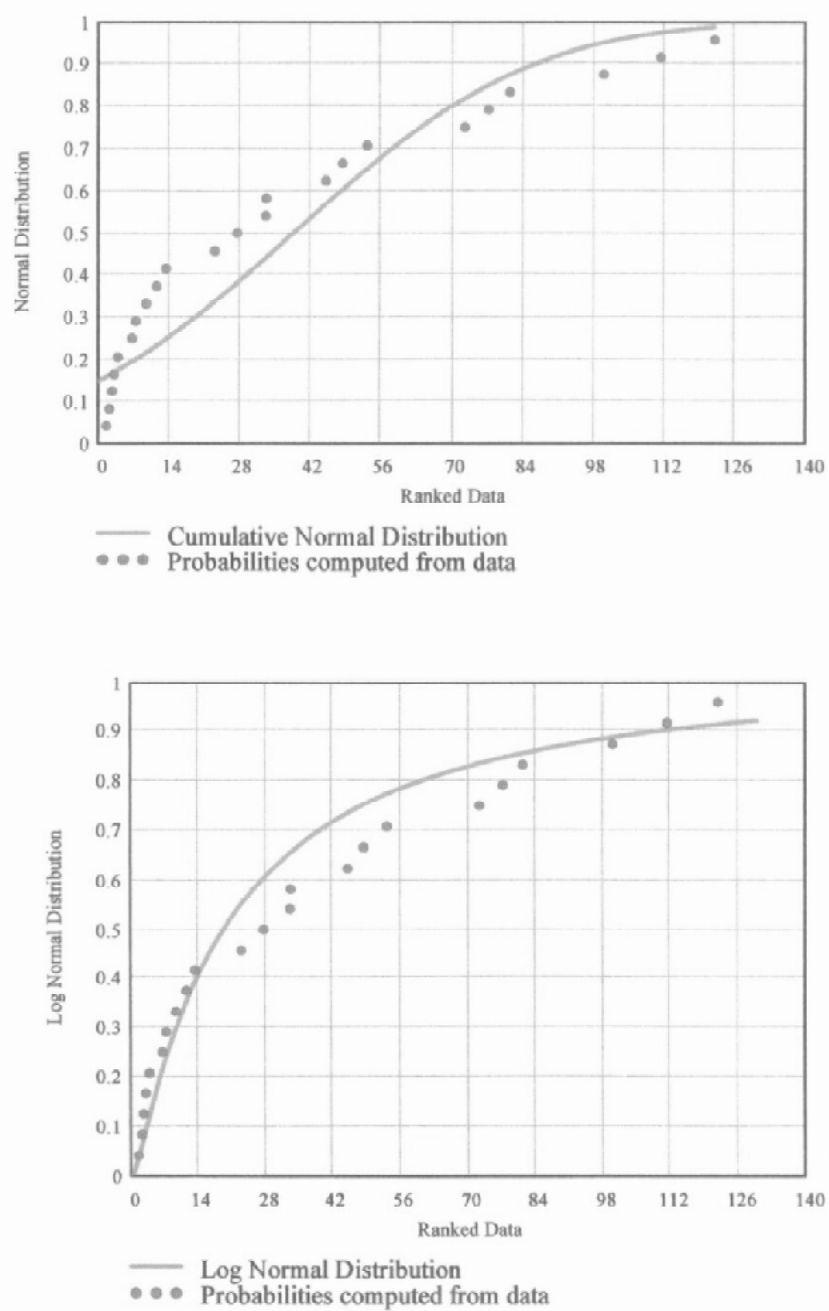 1
0.9
0.8
0.7
0.6
0.5
0.4
0.3
0.2
0.1
0
Normal Distribution
0 14 28 42 56 70 84 98 112 126 140
Ranked Data
Cumulative Normal Distribution
Probabilities computed from data
1
0.9
0.8
0.7
0.6
0.5
0.4
0.3
0.2
0.1
0
Log Normal Distribution
0 14 28 42 56 70 84 98 112 126 140
Ranked Data
Log Normal Distribution
Probabilities computed from data